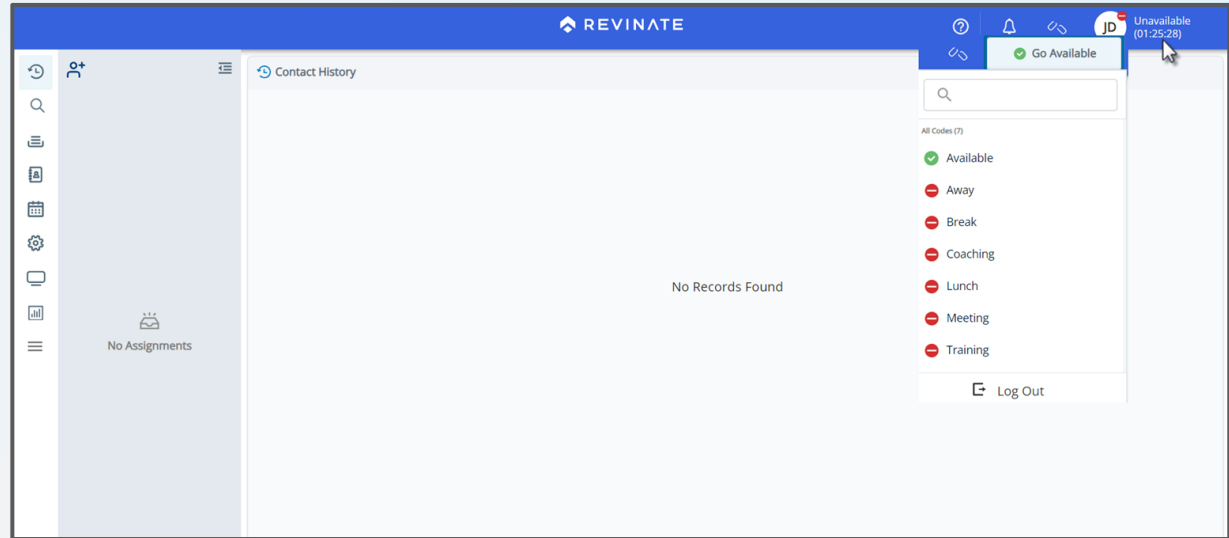 REVINATE
JD
Unavailable
(01:25:28)
Go Available
Contact History
All Codes (7)
Available
Away
Break
Coaching
Lunch
Meeting
Training
Log Out
No Records Found
No Assignments